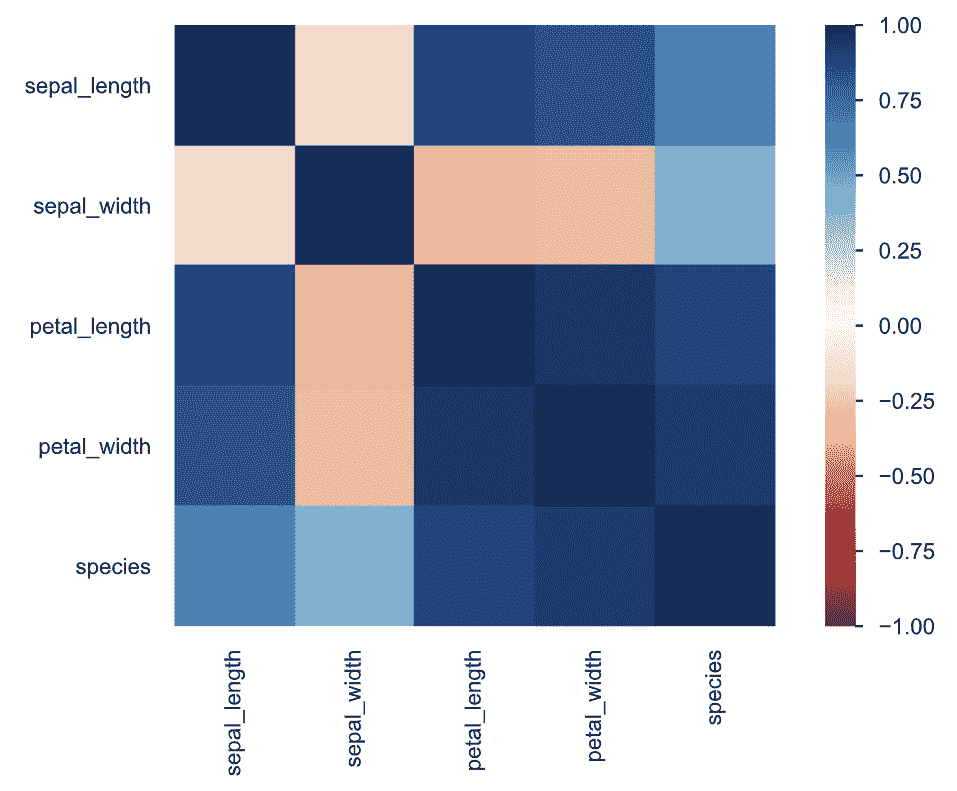 sepal_length
sepal_width
petal_length
petal_width
species
sepal_length
sepal_width
petal_length
petal_width
species
1.00
0.75
0.50
0.25
0.00
−0.25
−0.50
−0.75
−1.00